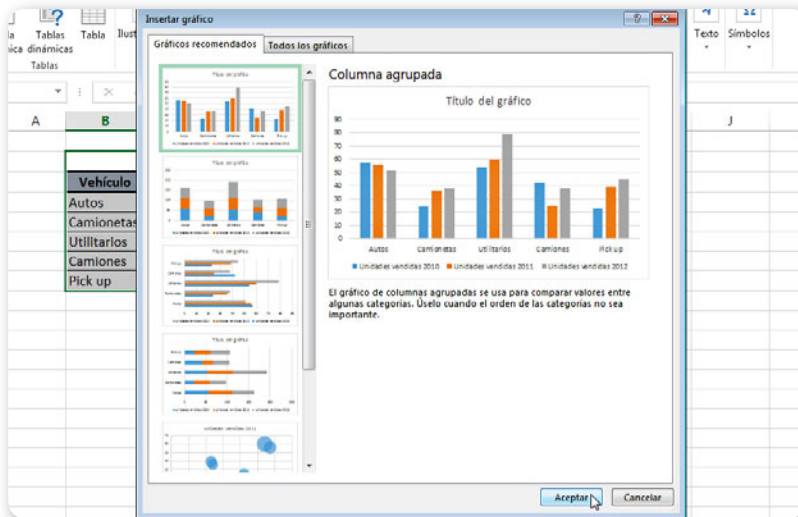 Insertar gráfico
Tablas
Tabla
Ilust
Texto
Símbolos
ica dinámicas
Tablas
Gráficos recomendados
Todos los gráficos
A
B
J
Vehículo
Autos
Camionetas
Utilitarios
Camiones
Pick up
Columna agrupada
Título del gráfico
90
80
70
60
50
40
30
20
10
0
Autos Camionetas Utilitarios Camiones Pick up
Unidades vendidas 2010 Unidades vendidas 2011 Unidades vendidas 2012
El gráfico de columnas agrupadas se usa para comparar valores entre
algunas categorías. Úselo cuando el orden de las categorías no sea
importante.
Aceptar
Cancelar